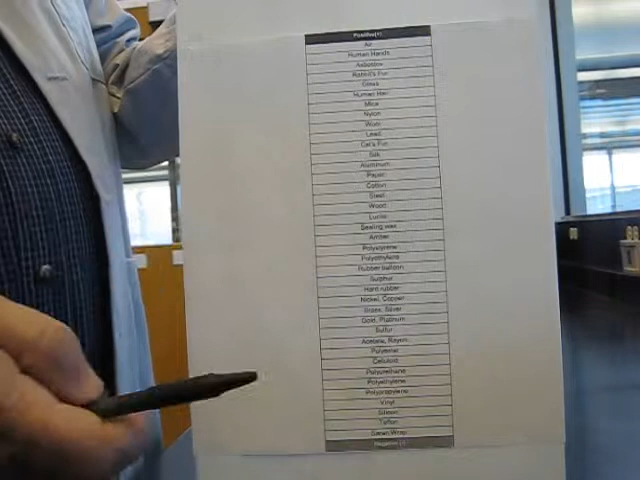 Positive(+)
Air
Human Hands
Asbestos
Rabbit's Fur
Glass
Human Hair
Mica
Nylon
Wool
Lead
Cat's Fur
Silk
Aluminum
Paper
Cotton
Steel
Wood
Lucite
Sealing wax
Amber
Polystyrene
Polyethylene
Rubber balloon
Sulphur
Hard rubber
Nickel, Copper
Brass, Silver
Gold, Platinum
Sulfur
Acetate, Rayon
Polyester
Celluloid
Polyurethane
Polyethylene
Polypropylene
Vinyl
Silicon
Teflon
Saran Wrap
Negative(-)